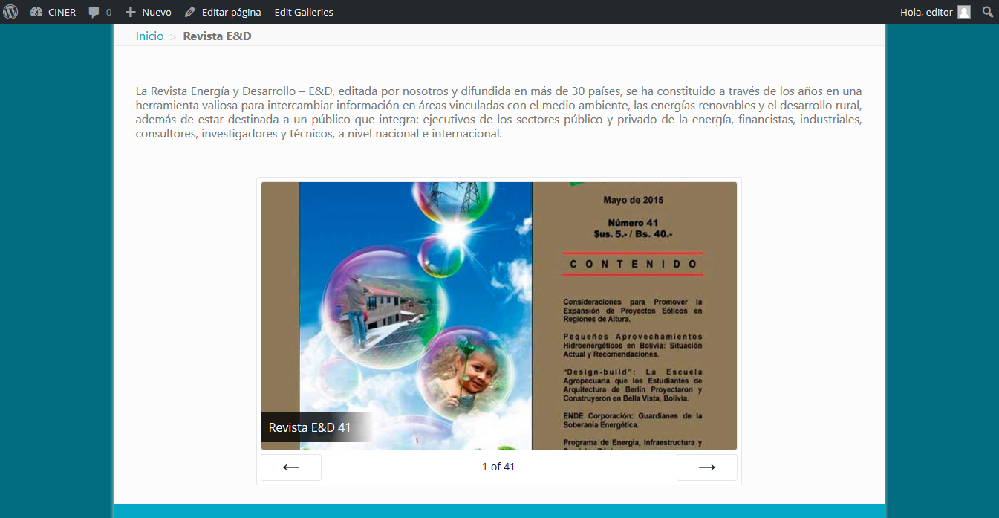 CINER 0 Nuevo Editar página Edit Galleries Hola, editor
Inicio > Revista E&D
La Revista Energía y Desarrollo – E&D, editada por nosotros y difundida en más de 30 países, se ha constituido a través de los años en una
herramienta valiosa para intercambiar información en áreas vinculadas con el medio ambiente, las energías renovables y el desarrollo rural,
además de estar destinada a un público que integra: ejecutivos de los sectores público y privado de la energía, financistas, industriales,
consultores, investigadores y técnicos, a nivel nacional e internacional.
Mayo de 2015
Número 41
$us. 5.- / Bs. 40.-
CONTENIDO
Consideraciones para Promover la
Expansión de Proyectos Eólicos en
Regiones de Altura.
Pequeños Aprovechamientos
Hidroenergéticos en Bolivia: Situación
Actual y Recomendaciones.
"Design-build": La Escuela
Agropecuaria que los Estudiantes de
Arquitectura de Berlin Proyectaron y
Construyeron en Bella Vista, Bolivia.
ENDE Corporación: Guardianes de la
Soberanía Energética.
Programa de Energía, Infraestructura y
Revista E&D 41
← 1 of 41 →